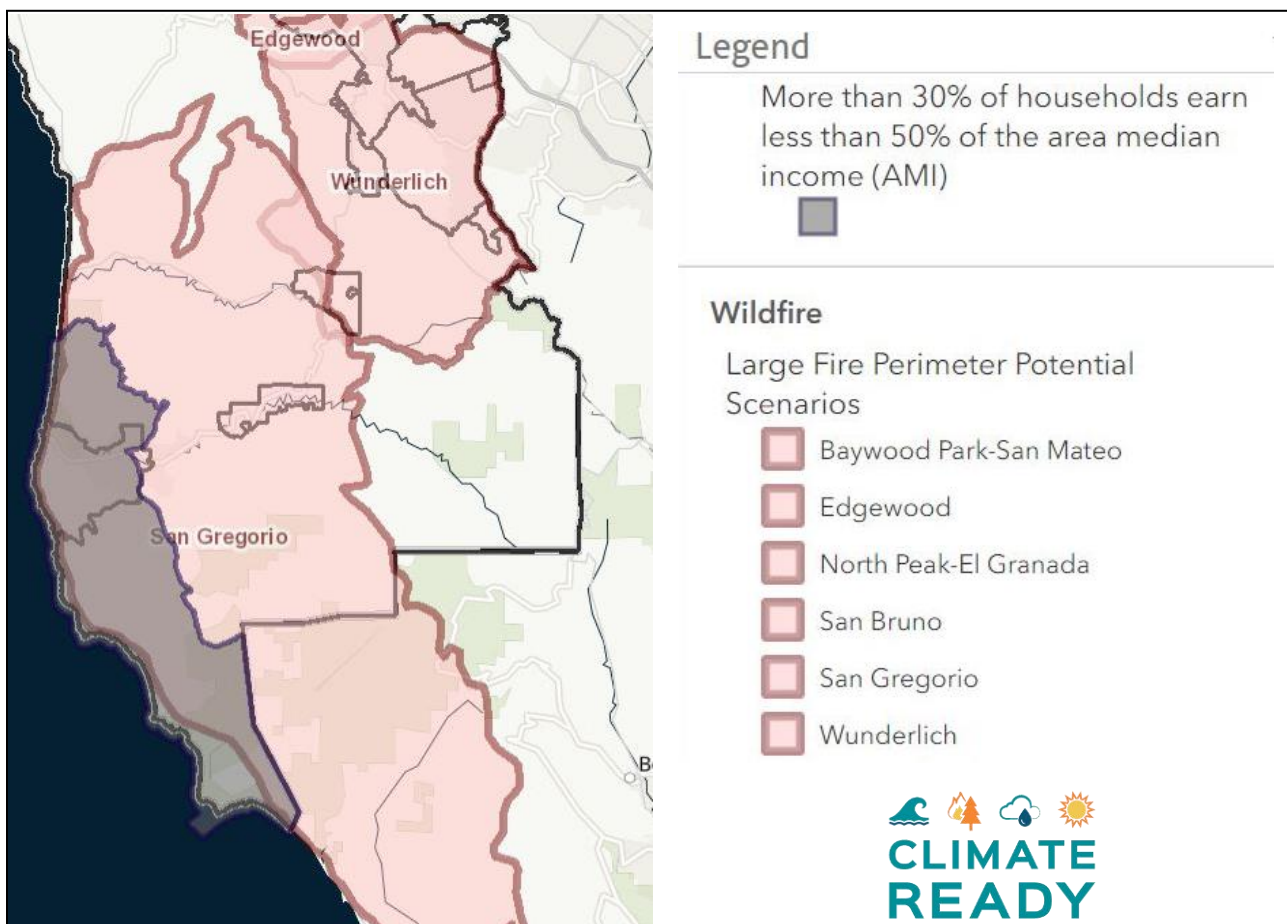 Edgewood
Wunderlich
San Gregorio
Legend
More than 30% of households earn
less than 50% of the area median
income (AMI)
Wildfire
Large Fire Perimeter Potential
Scenarios
Baywood Park-San Mateo
Edgewood
North Peak-El Granada
San Bruno
San Gregorio
Wunderlich
CLIMATE
READY